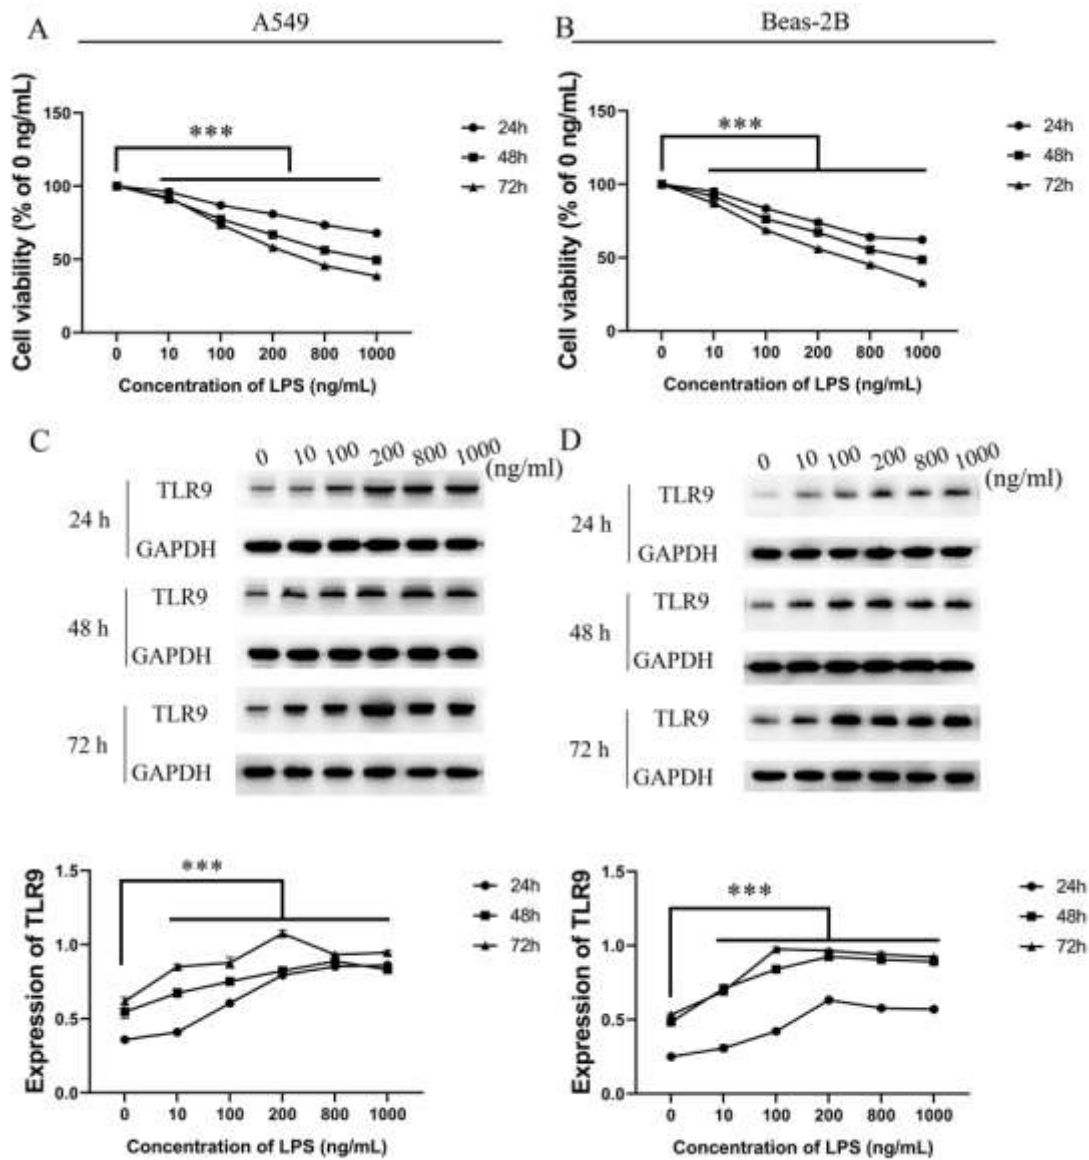 A
A549
Cell viability (% of 0 ng/mL)
150
100
50
0
***
24h
48h
72h
0 10 100 200 800 1000
Concentration of LPS (ng/mL)
B
Beas-2B
Cell viability (% of 0 ng/mL)
150
100
50
0
***
24h
48h
72h
0 10 100 200 800 1000
Concentration of LPS (ng/mL)
C
0 10 100 200 800 1000 (ng/ml)
24 h
TLR9
GAPDH
48 h
TLR9
GAPDH
72 h
TLR9
GAPDH
Expression of TLR9
1.5
1.0
0.5
0.0
***
24h
48h
72h
0 10 100 200 800 1000
Concentration of LPS (ng/mL)
D
0 10 100 200 800 1000 (ng/ml)
24 h
TLR9
GAPDH
48 h
TLR9
GAPDH
72 h
TLR9
GAPDH
Expression of TLR9
1.5
1.0
0.5
0.0
***
24h
48h
72h
0 10 100 200 800 1000
Concentration of LPS (ng/mL)